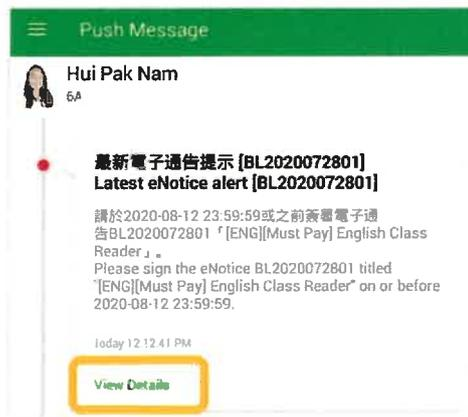 Push Message
Hui Pak Nam
6A
最新電子通告提示 [BL2020072801]
Latest eNotice alert [BL2020072801]
請於2020-08-12 23:59:59或之前簽署電子通
告BL2020072801「[ENG][Must Pay] English Class
Reader」。
Please sign the eNotice BL2020072801 titled
"[ENG][Must Pay] English Class Reader" on or before
2020-08-12 23:59:59.
Today 12:12:41 PM
View Details